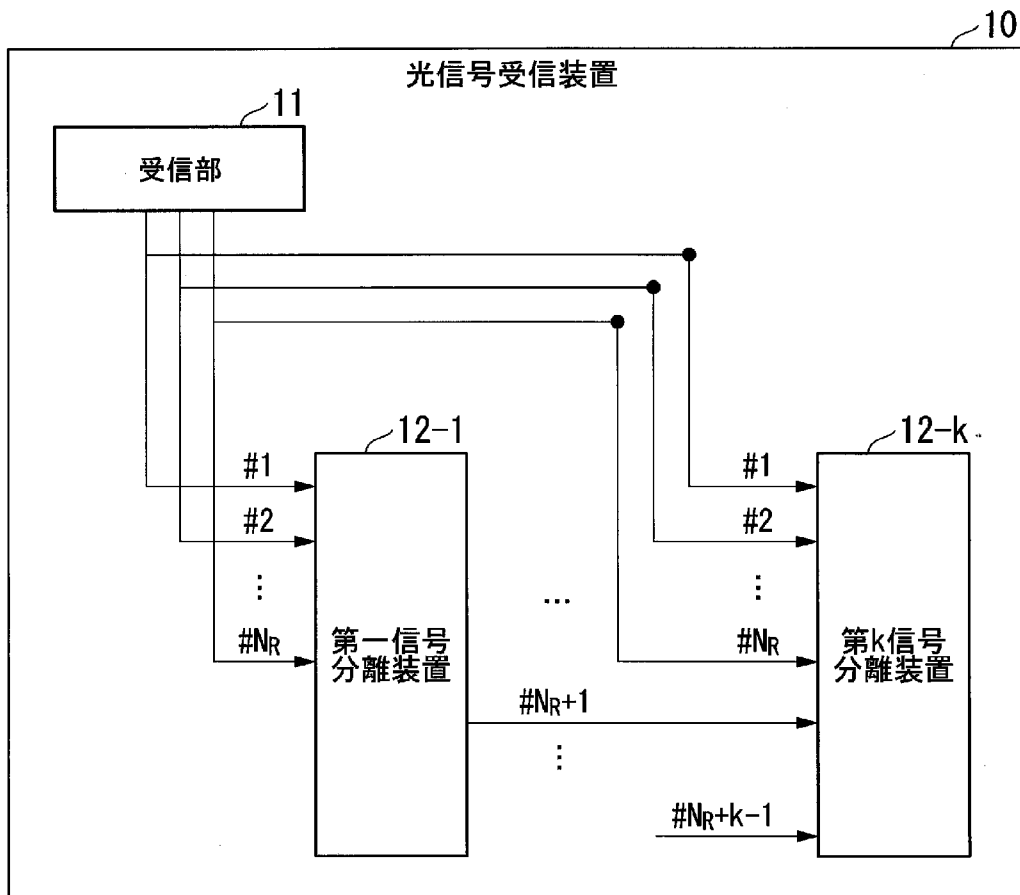 10
光信号受信装置
11
受信部
12-1
12-k
#1
#2
⋮
#NR
第一信号
分離装置
…
#1
#2
⋮
#NR
第k信号
分離装置
#NR+1
⋮
#NR+k-1